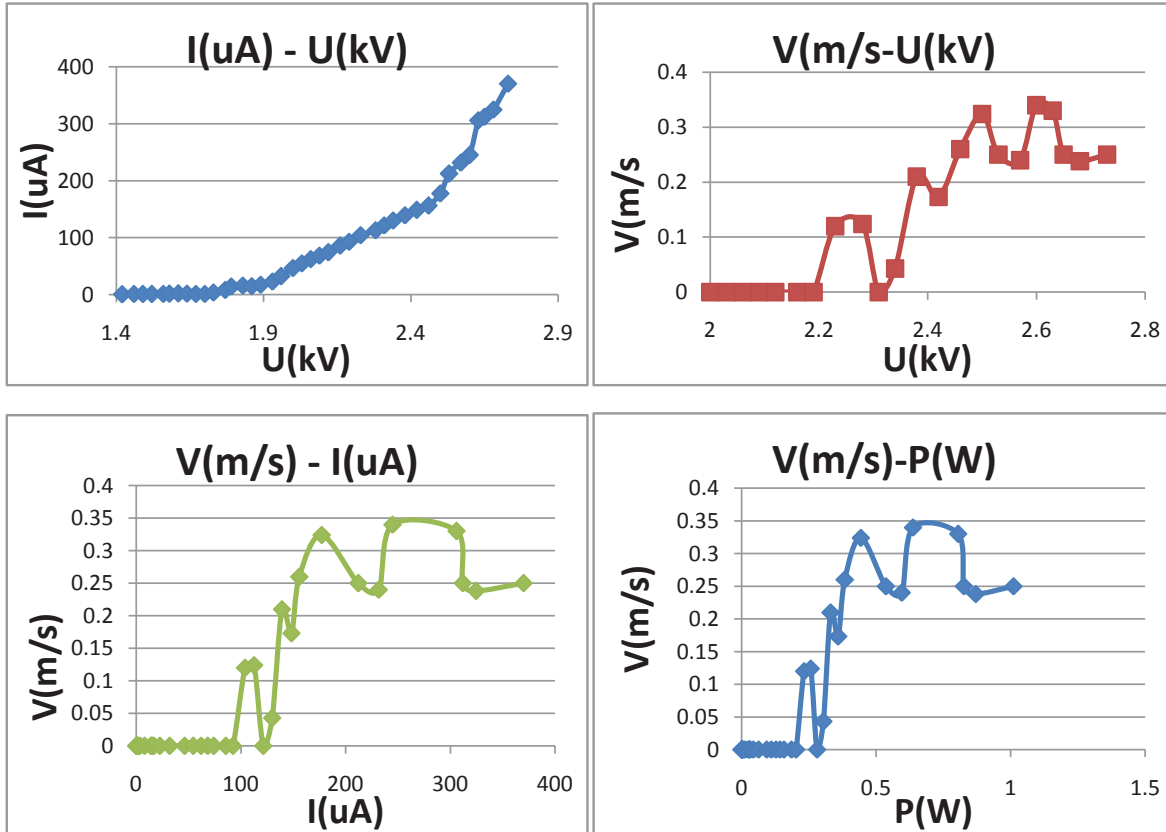 I(uA) - U(kV)
400
300
200
100
0
I(uA)
1.4 1.9 2.4 2.9
U(kV)
V(m/s-U(kV)
0.4
0.3
0.2
0.1
0
V(m/s
2 2.2 2.4 2.6 2.8
U(kV)
V(m/s) - I(uA)
0.4
0.35
0.3
0.25
0.2
0.15
0.1
0.05
0
V(m/s)
0 100 200 300 400
I(uA)
V(m/s)-P(W)
0.4
0.35
0.3
0.25
0.2
0.15
0.1
0.05
0
V(m/s)
0 0.5 1 1.5
P(W)